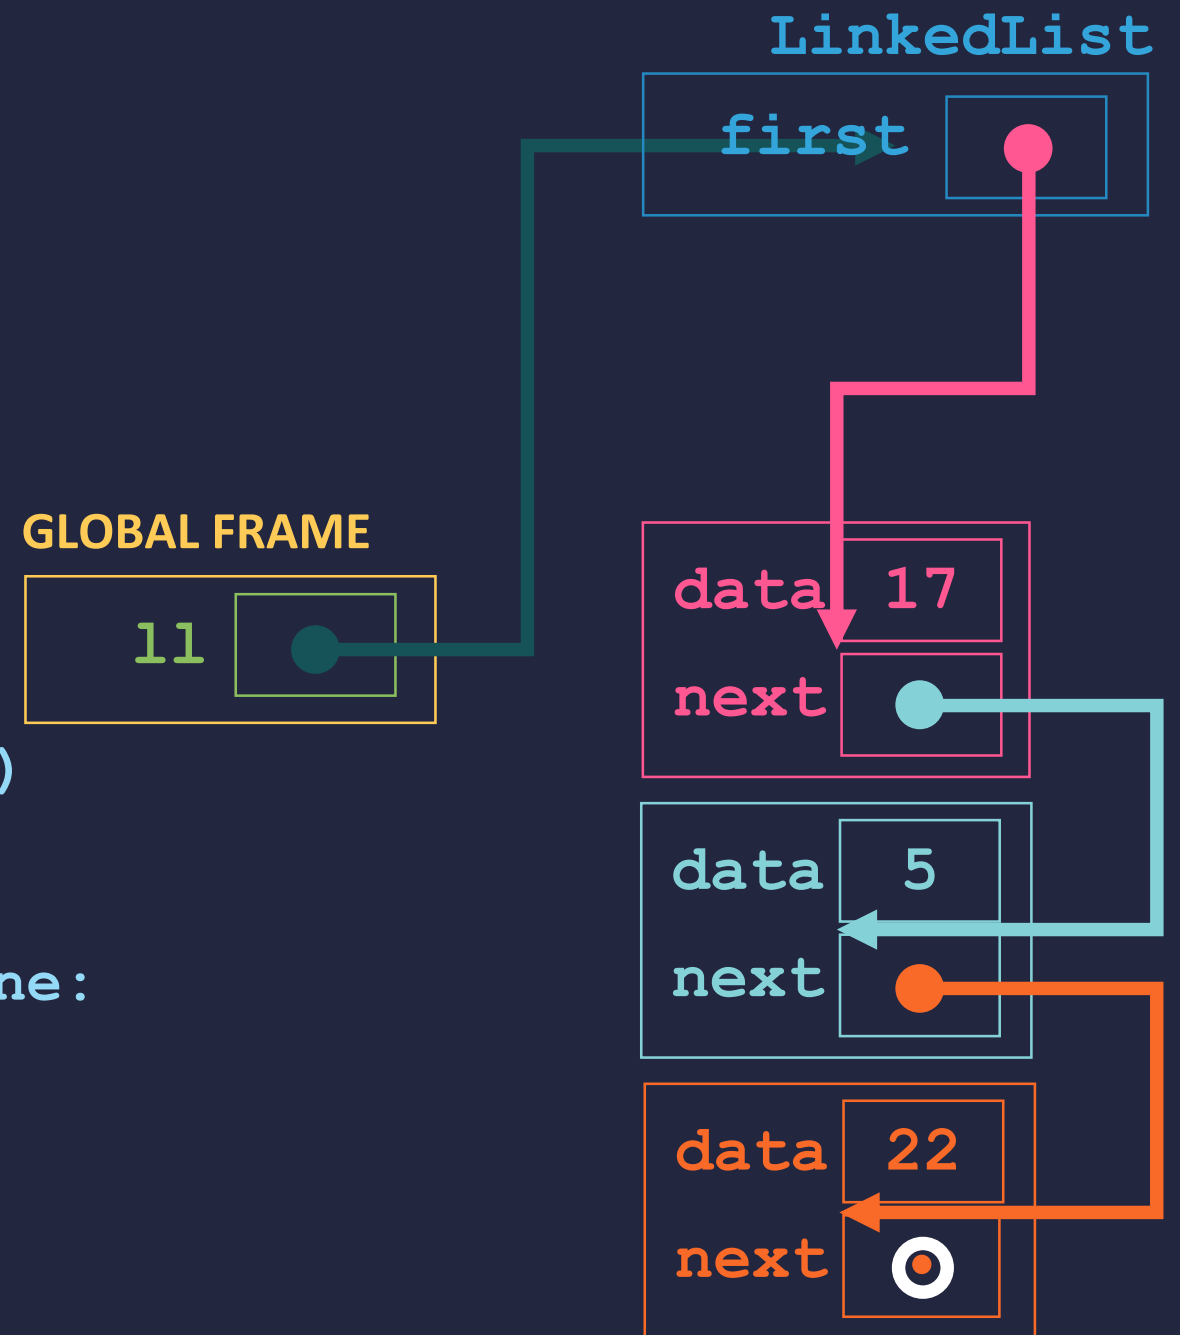 LinkedList
first
GLOBAL FRAME
ll
data 17
next
)
data 5
next
ne:
data 22
next